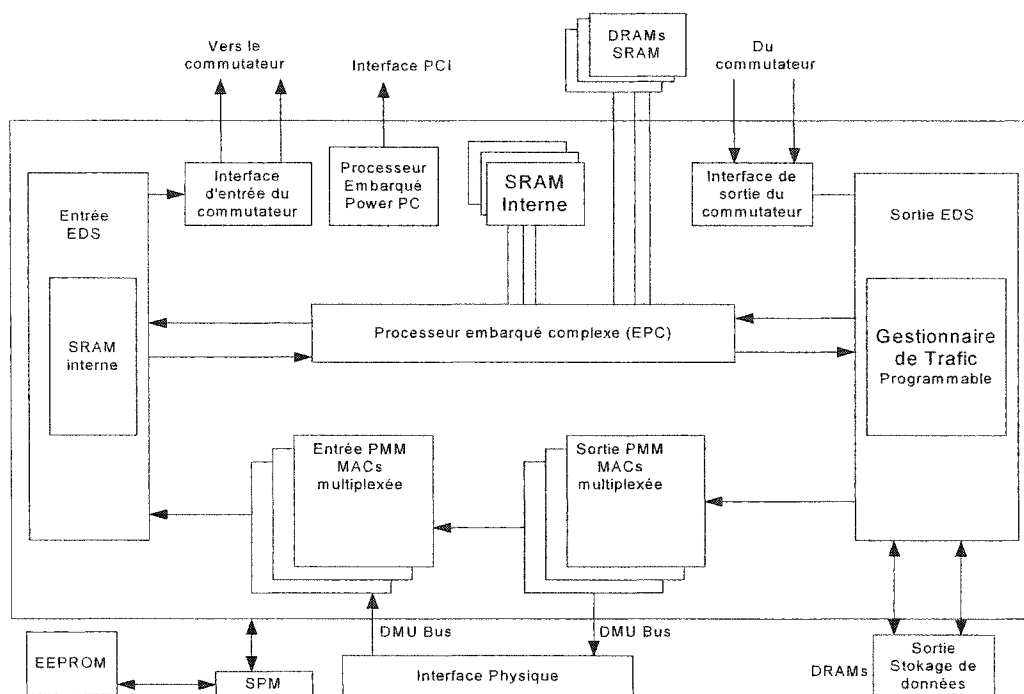 Vers le
commutateur
Interface PCI
DRAMs
SRAM
Du
commutateur
Interface
d'entrée du
commutateur
Processeur
Embarqué
Power PC
SRAM
Interne
Interface de
sortie du
commutateur
Entrée
EDS
Sortie EDS
SRAM
interne
Processeur embarqué complexe (EPC)
Gestionnaire
de Trafic
Programmable
Entrée PMM
MACs
multiplexée
Sortie PMM
MACs
multiplexée
DMU Bus
DMU Bus
EEPROM
SPM
Interface Physique
DRAMs
Sortie
Stokage de
données